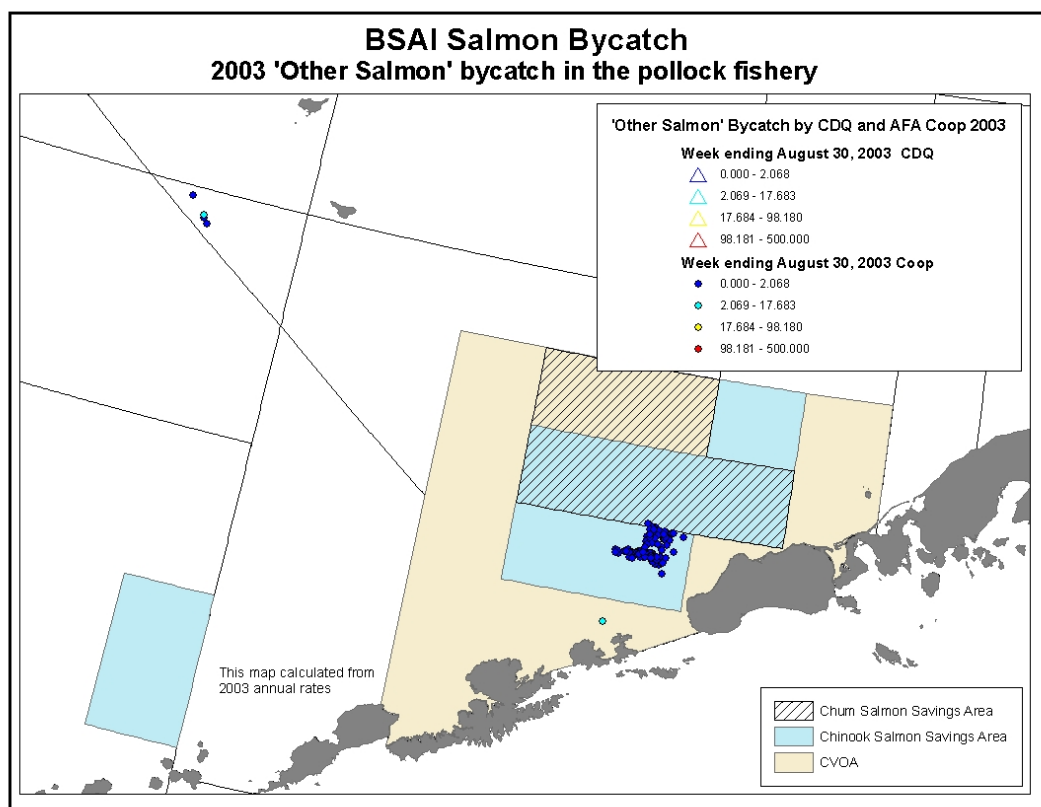 BSAI Salmon Bycatch
2003 'Other Salmon' bycatch in the pollock fishery
'Other Salmon' Bycatch by CDQ and AFA Coop 2003
Week ending August 30, 2003 CDQ
0.000 - 2.068
2.069 - 17.683
17.684 - 98.180
98.181 - 500.000
Week ending August 30, 2003 Coop
0.000 - 2.068
2.069 - 17.683
17.684 - 98.180
98.181 - 500.000
This map calculated from
2003 annual rates
Chum Salmon Savings Area
Chinook Salmon Savings Area
CVOA